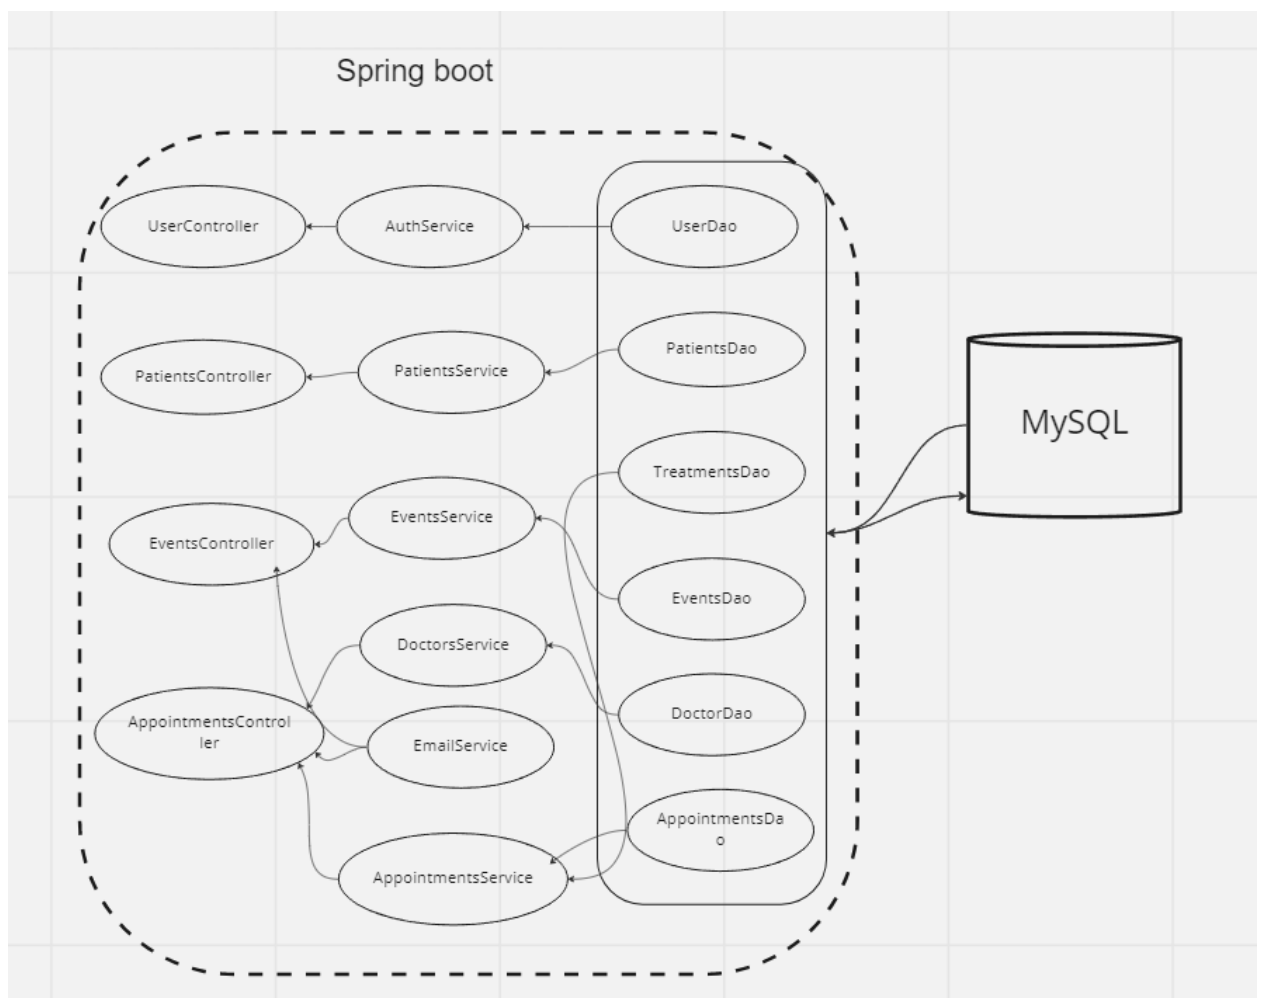 Spring boot
UserController
AuthService
UserDao
PatientsController
PatientsService
PatientsDao
TreatmentsDao
MySQL
EventsController
EventsService
EventsDao
DoctorsService
DoctorDao
AppointmentsControl
ler
EmailService
AppointmentsService
AppointmentsDa
o